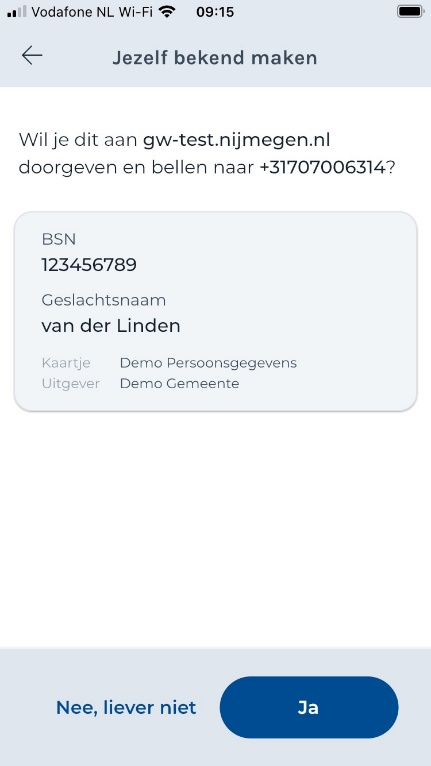 Vodafone NL Wi-Fi 09:15
Jezelf bekend maken
Wil je dit aan gw-test.nijmegen.nl
doorgeven en bellen naar +31707006314?
BSN
123456789
Geslachtsnaam
van der Linden
Kaartje Demo Persoonsgegevens
Uitgever Demo Gemeente
Nee, liever niet Ja